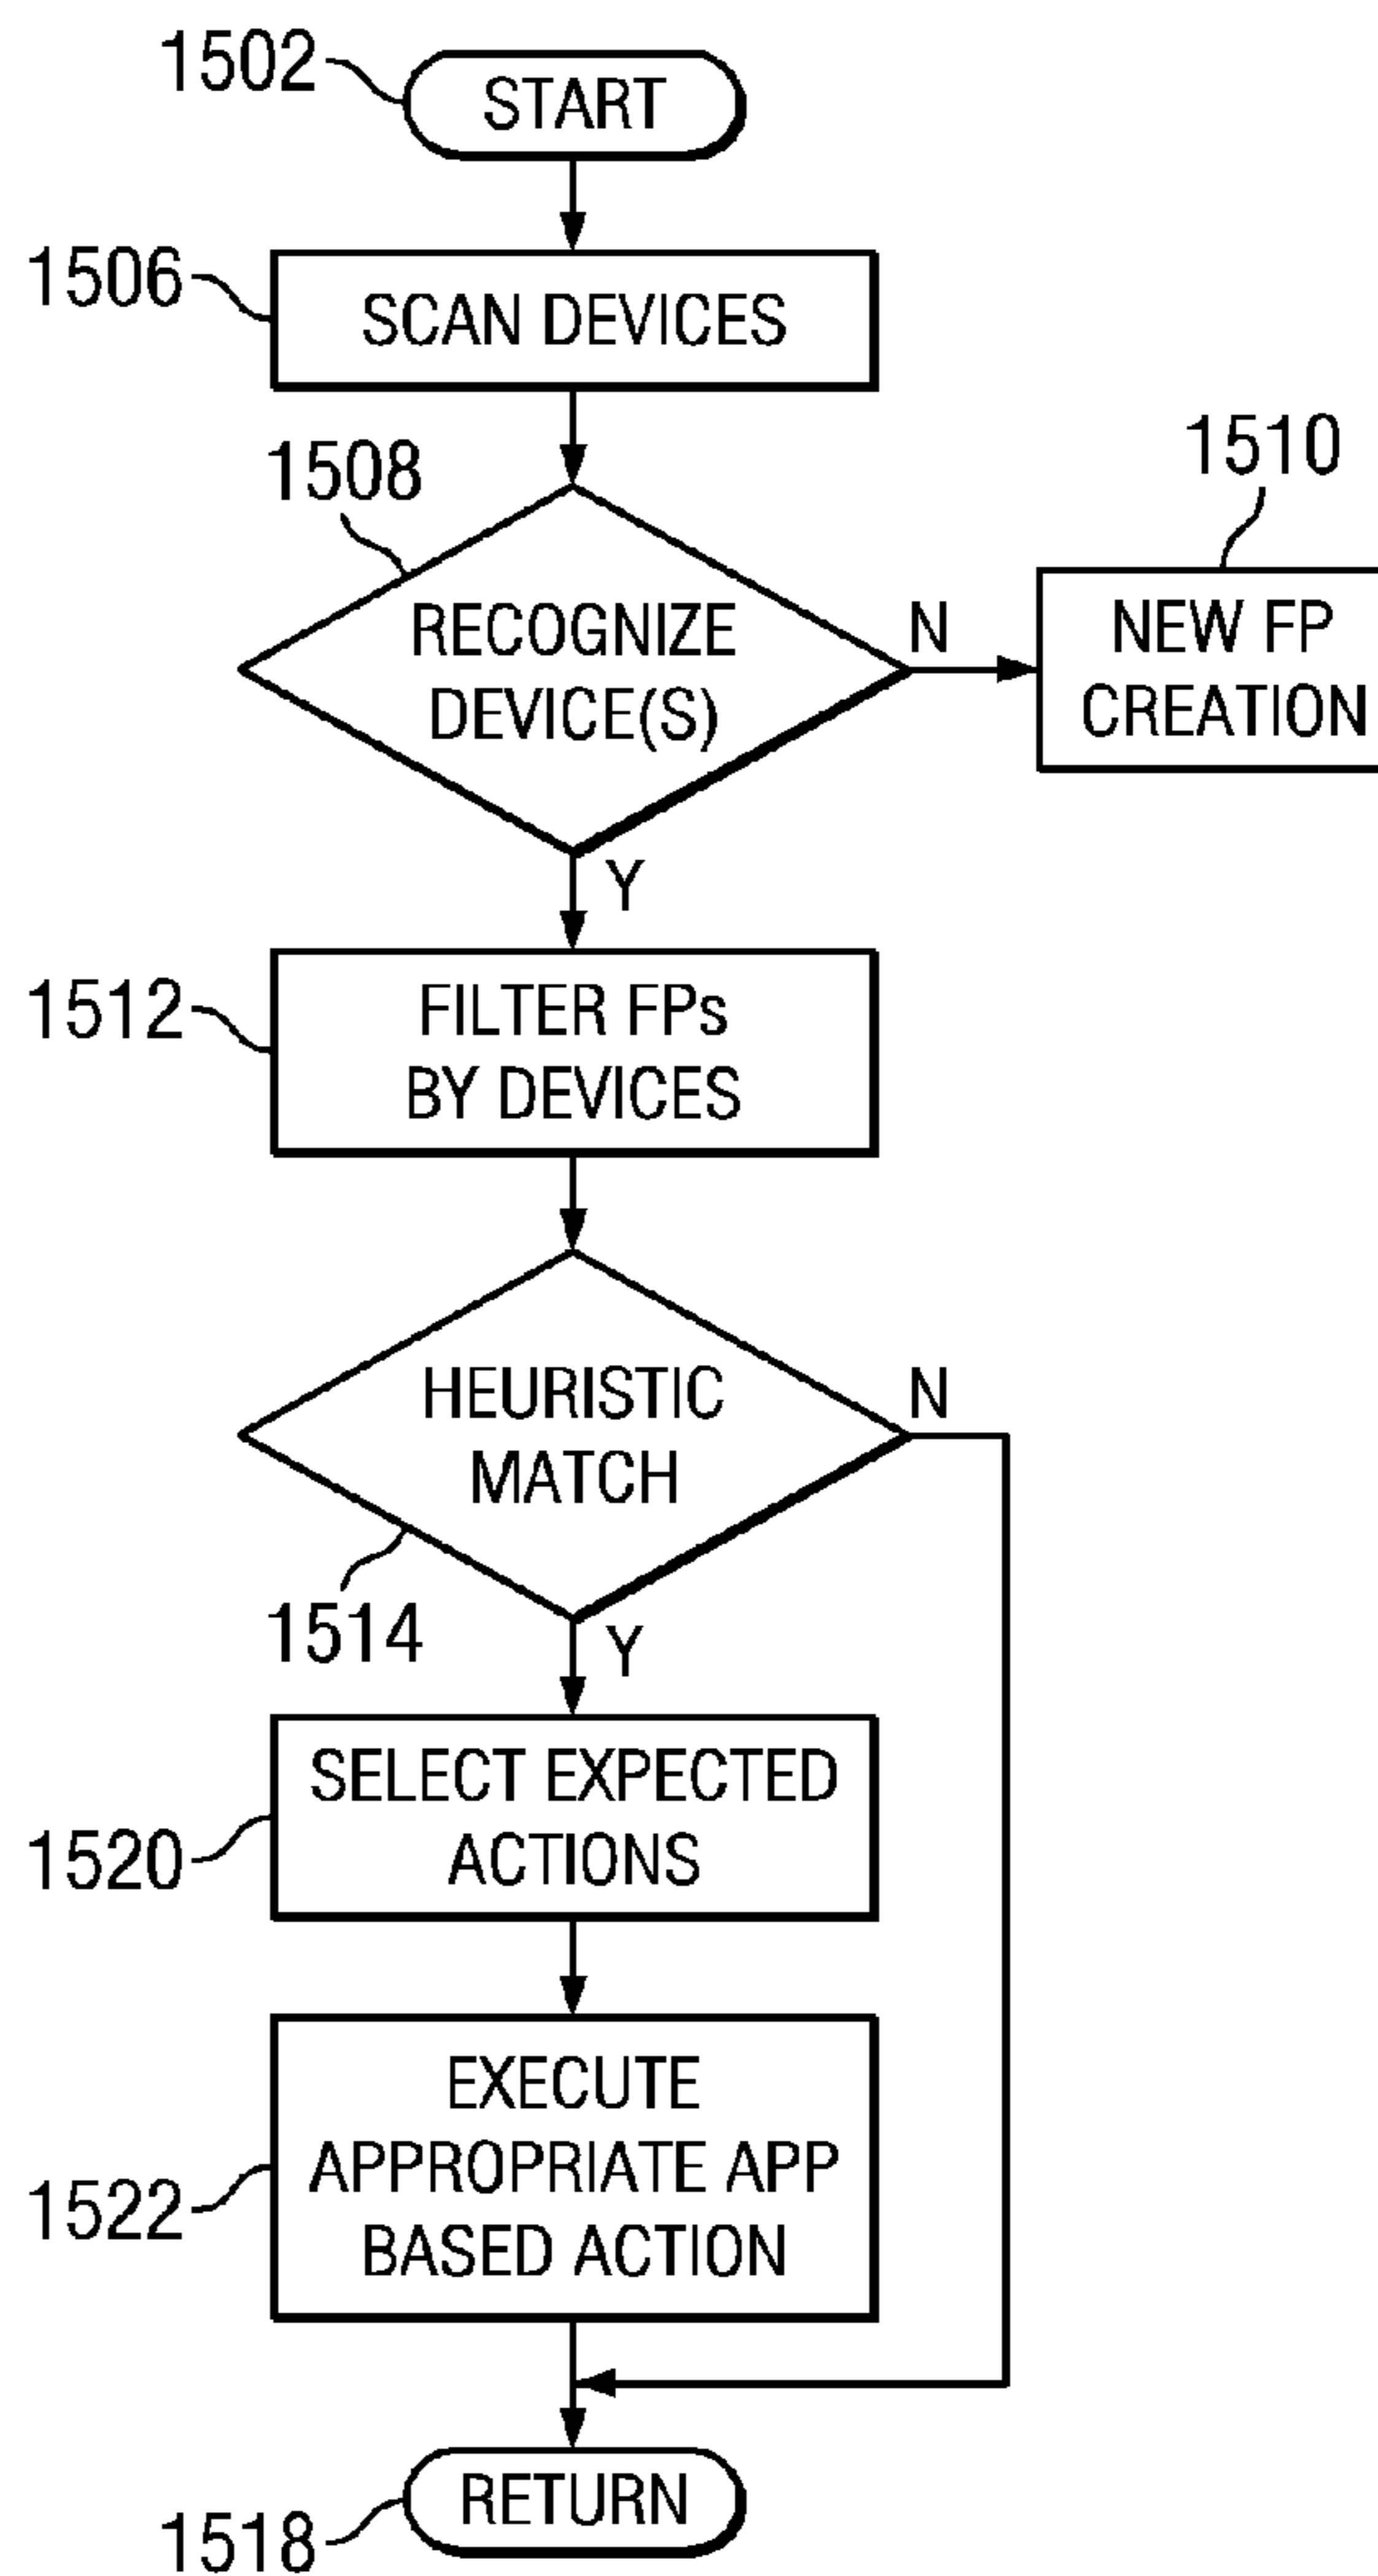 1502
START
1506
SCAN DEVICES
1508
1510
RECOGNIZE
DEVICE(S)
N
NEW FP
CREATION
Y
1512
FILTER FPs
BY DEVICES
HEURISTIC
MATCH
N
1514
Y
SELECT EXPECTED
ACTIONS
1520
EXECUTE
APPROPRIATE APP
BASED ACTION
1522
RETURN
1518